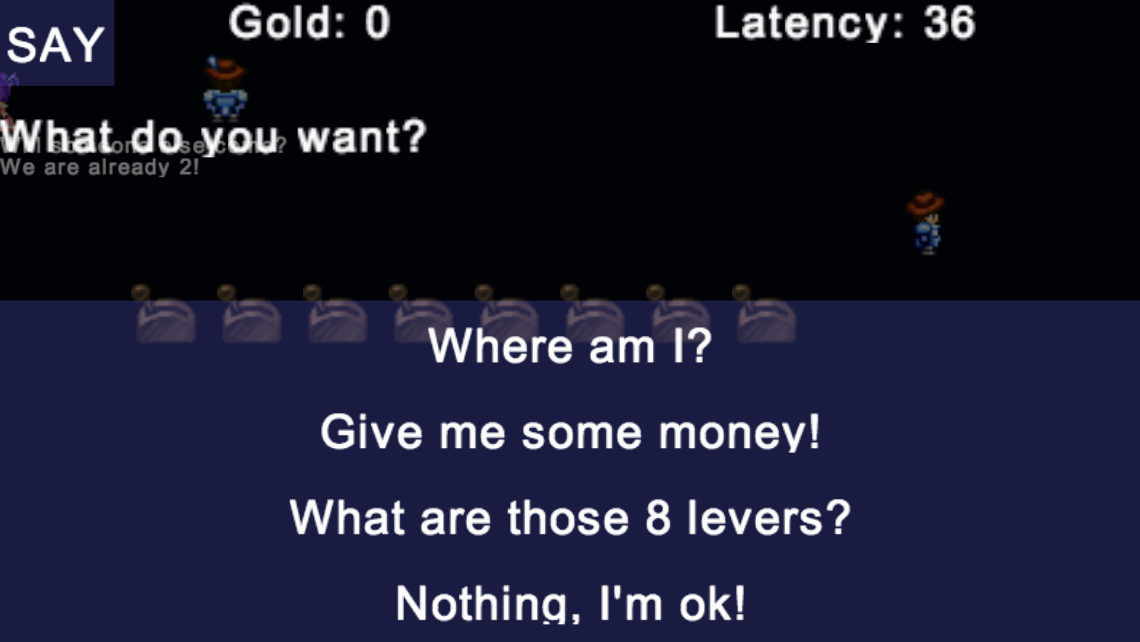 SAY
Gold: 0
Latency: 36
What do you want?
We are already 2!
Where am I?
Give me some money!
What are those 8 levers?
Nothing, I'm ok!